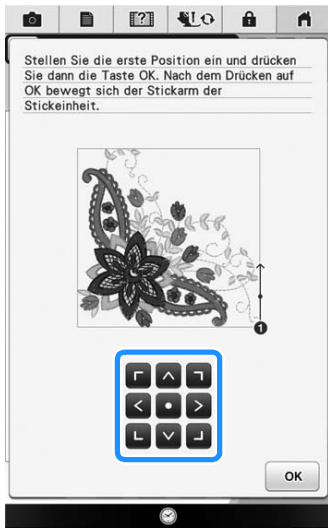 Stellen Sie die erste Position ein und drücken
Sie dann die Taste OK. Nach dem Drücken auf
OK bewegt sich der Stickarm der
Stickeinheit.
❶
OK